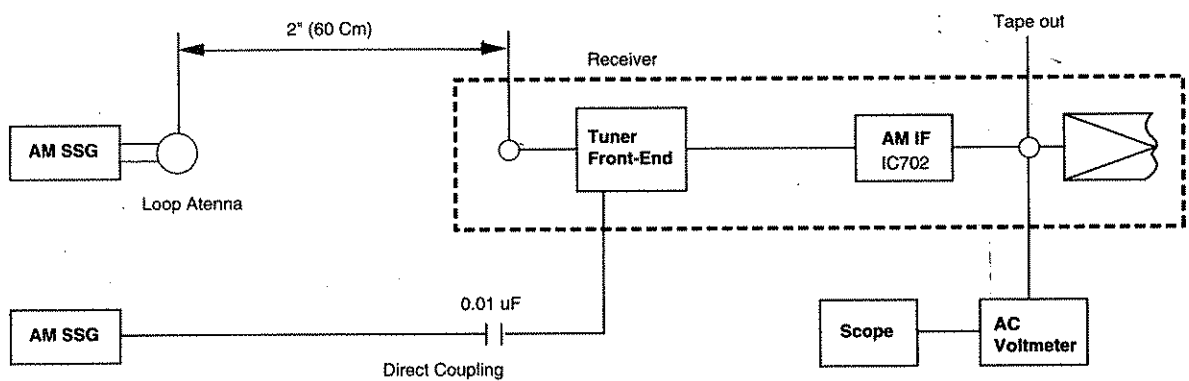 2" (60 Cm)
Tape out
Receiver
AM SSG
Loop Atenna
Tuner
Front-End
AM IF
IC702
0.01 uF
AM SSG
Direct Coupling
Scope
AC
Voltmeter